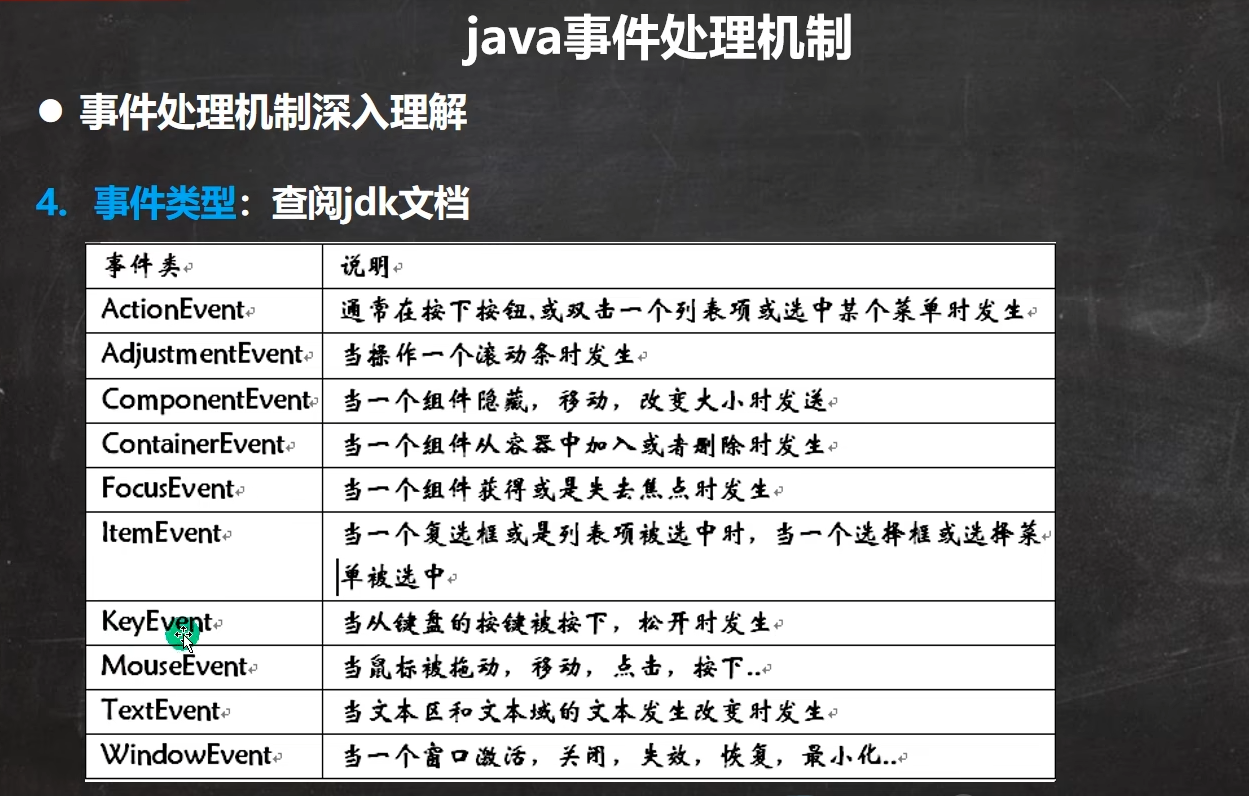 java事件处理机制
● 事件处理机制深入理解
4. 事件类型：查阅jdk文档
事件类 说明
ActionEvent 通常在按下按钮,或双击一个列表项或选中某个菜单时发生
AdjustmentEvent 当操作一个滚动条时发生
ComponentEvent 当一个组件隐藏，移动，改变大小时发送
ContainerEvent 当一个组件从容器中加入或者删除时发生
FocusEvent 当一个组件获得或是失去焦点时发生
ItemEvent 当一个复选框或是列表项被选中时，当一个选择框或选择菜
单被选中
KeyEvent 当从键盘的按键被按下，松开时发生
MouseEvent 当鼠标被拖动，移动，点击，按下..
TextEvent 当文本区和文本域的文本发生改变时发生
WindowEvent 当一个窗口激活，关闭，失效，恢复，最小化..